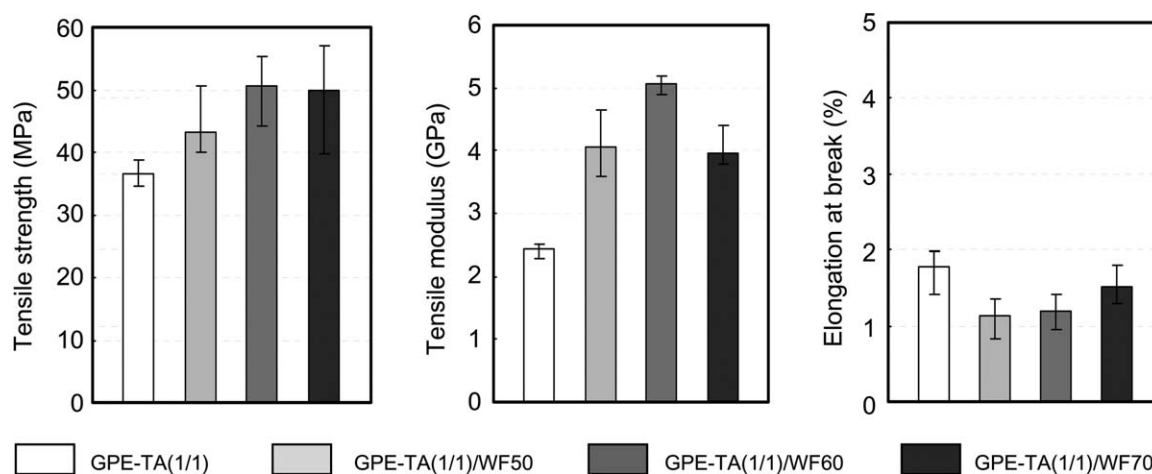 Tensile strength (MPa)
60
50
40
30
20
10
0
Tensile modulus (GPa)
6
5
4
3
2
1
0
Elongation at break (%)
5
4
3
2
1
0
GPE-TA(1/1)
GPE-TA(1/1)/WF50
GPE-TA(1/1)/WF60
GPE-TA(1/1)/WF70